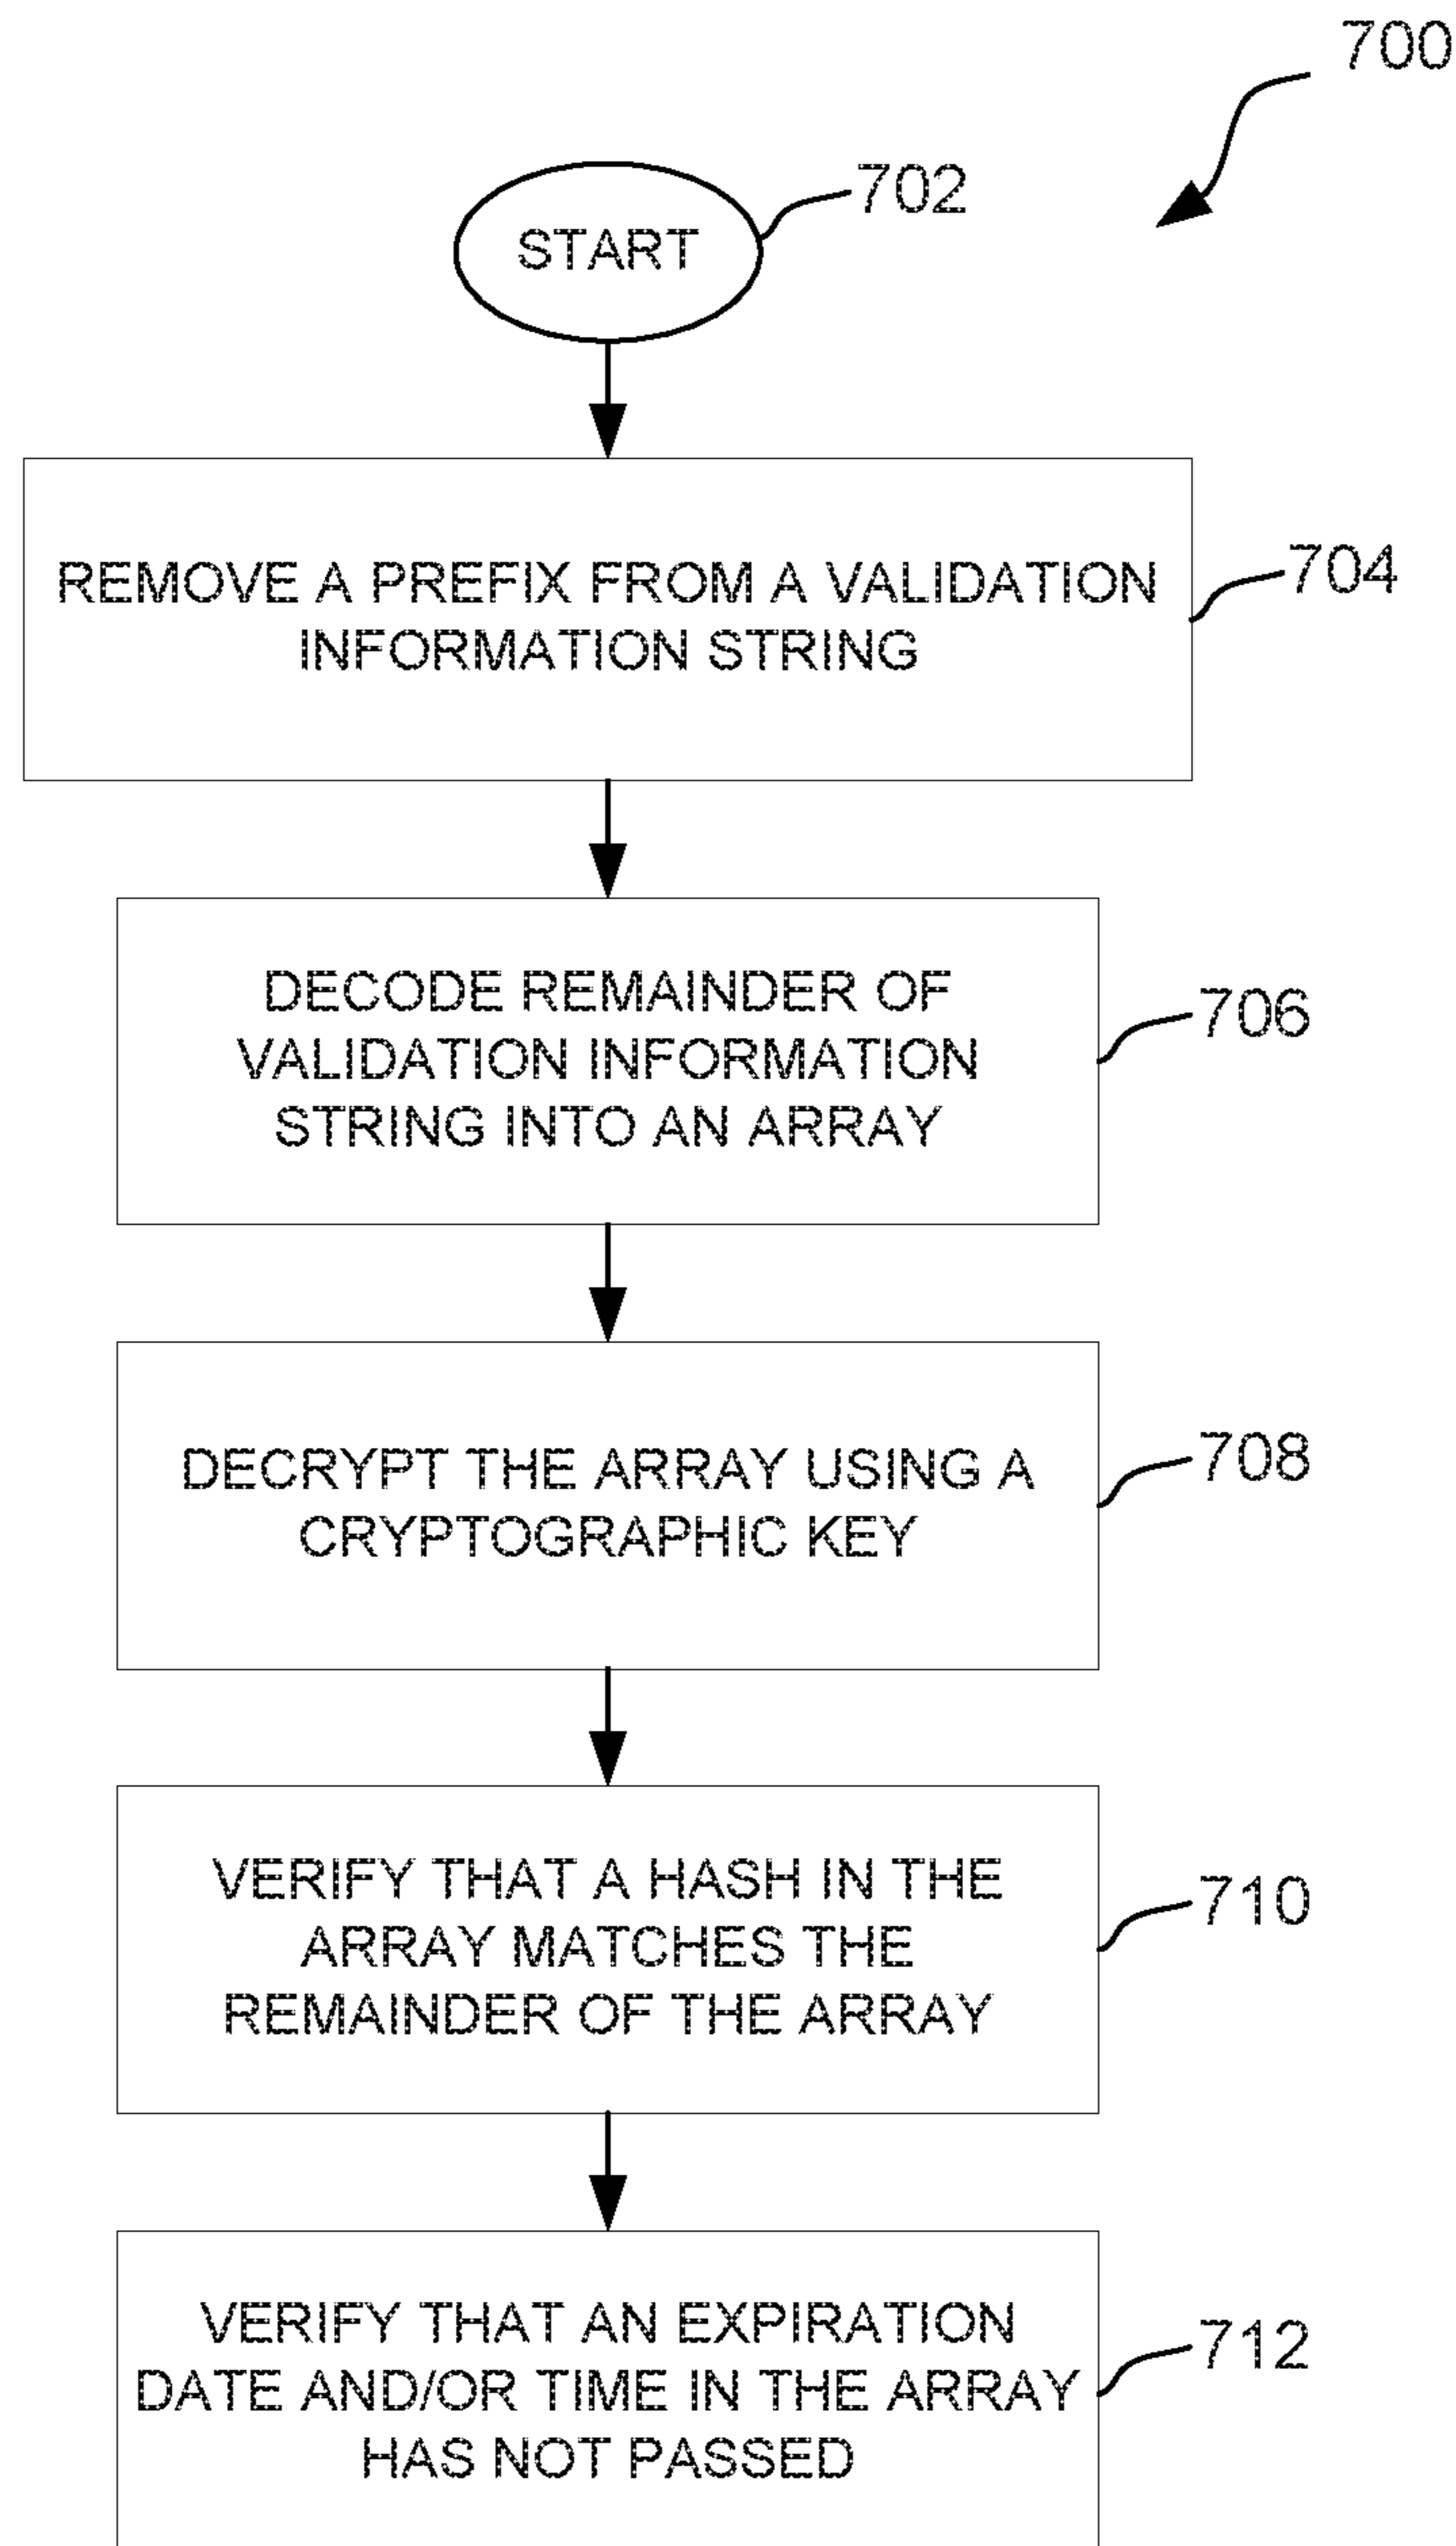 700
702
START
REMOVE A PREFIX FROM A VALIDATION
INFORMATION STRING
704
DECODE REMAINDER OF
VALIDATION INFORMATION
STRING INTO AN ARRAY
706
DECRYPT THE ARRAY USING A
CRYPTOGRAPHIC KEY
708
VERIFY THAT A HASH IN THE
ARRAY MATCHES THE
REMAINDER OF THE ARRAY
710
VERIFY THAT AN EXPIRATION
DATE AND/OR TIME IN THE ARRAY
HAS NOT PASSED
712